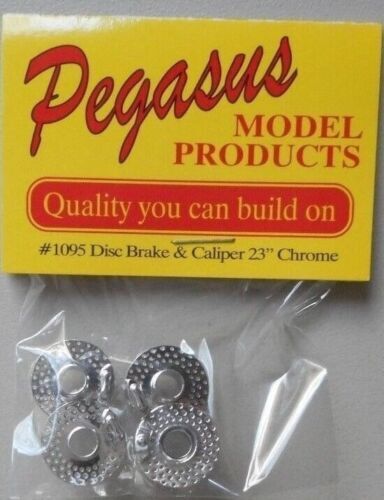 Pegasus
MODEL
PRODUCTS
Quality you can build on
#1095 Disc Brake & Caliper 23" Chrome